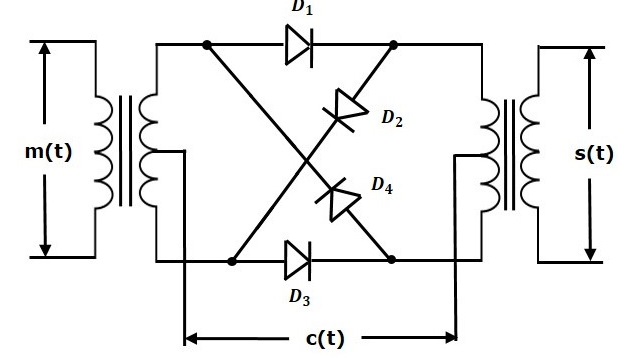 D₁
D₂
m(t)
s(t)
D₄
D₃
c(t)